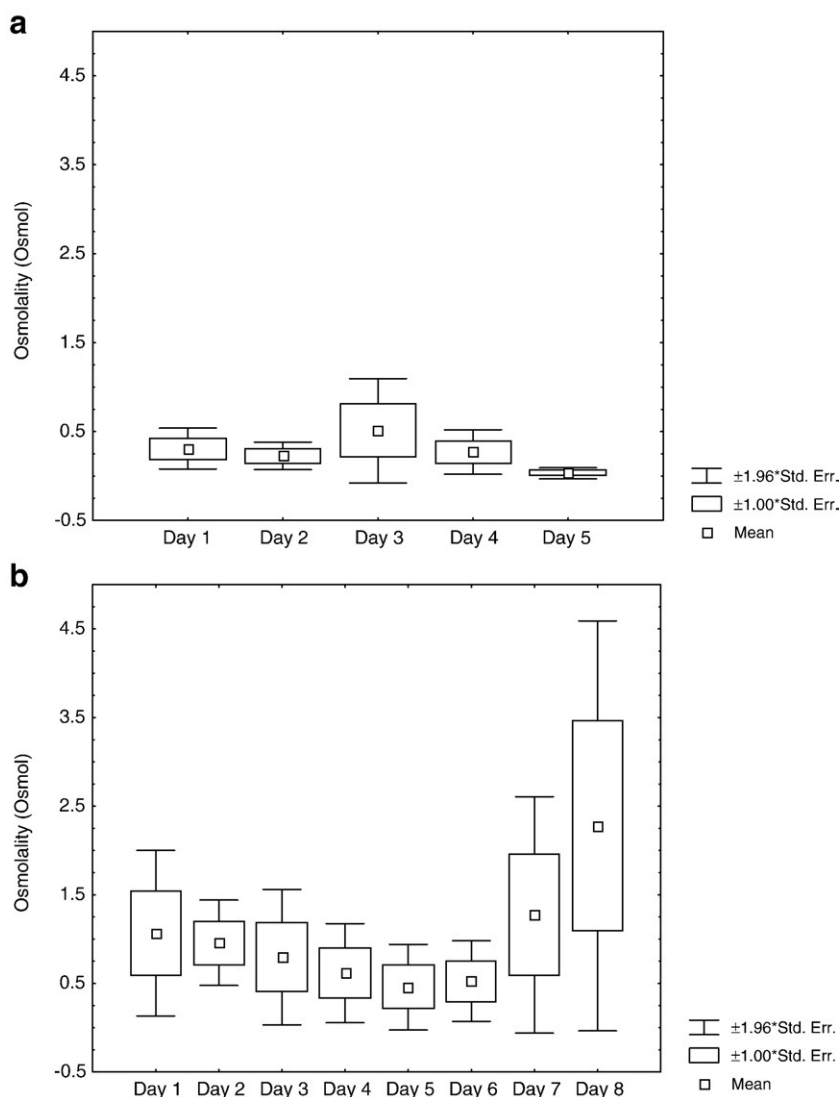 a
Osmolality (Osmol)
4.5
3.5
2.5
1.5
0.5
-0.5
Day 1 Day 2 Day 3 Day 4 Day 5
±1.96*Std. Err.
±1.00*Std. Err.
Mean
b
Osmolality (Osmol)
4.5
3.5
2.5
1.5
0.5
-0.5
Day 1 Day 2 Day 3 Day 4 Day 5 Day 6 Day 7 Day 8
±1.96*Std. Err.
±1.00*Std. Err.
Mean